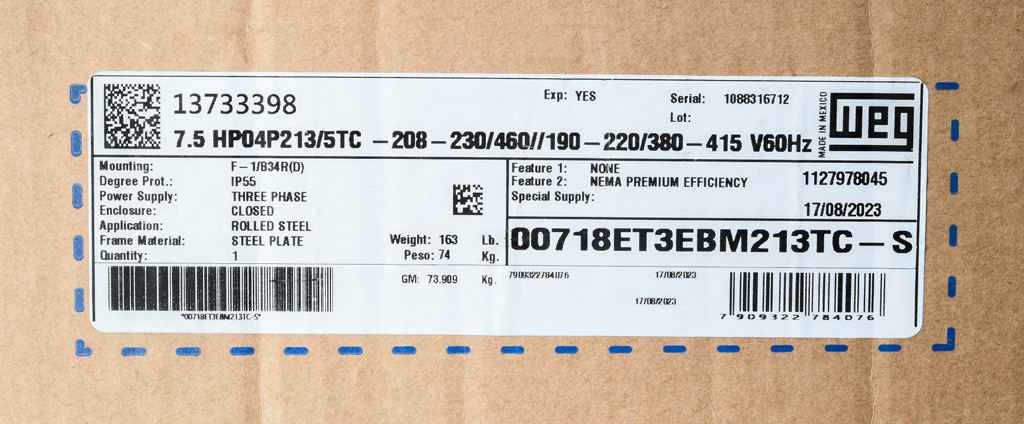 13733398
Exp: YES
Serial: 1088316712
Lot:
MADE IN MEXICO
WEG
7.5 HP04P213/5TC -208-230/460//190-220/380-415 V60Hz
Mounting: F-1/B34R(D)
Degree Prot.: IP55
Power Supply: THREE PHASE
Enclosure: CLOSED
Application: ROLLED STEEL
Frame Material: STEEL PLATE
Quantity: 1
Weight: 163 Lb.
Peso: 74 Kg.
Feature 1: NONE
Feature 2: NEMA PREMIUM EFFICIENCY
Special Supply:
1127978045
17/08/2023
00718ET3EBM213TC-S
*00718ET3EBM213TC-S*
GM: 73.909 Kg.
7909322784076
17/08/2023
17/08/2023
7 909322 784076